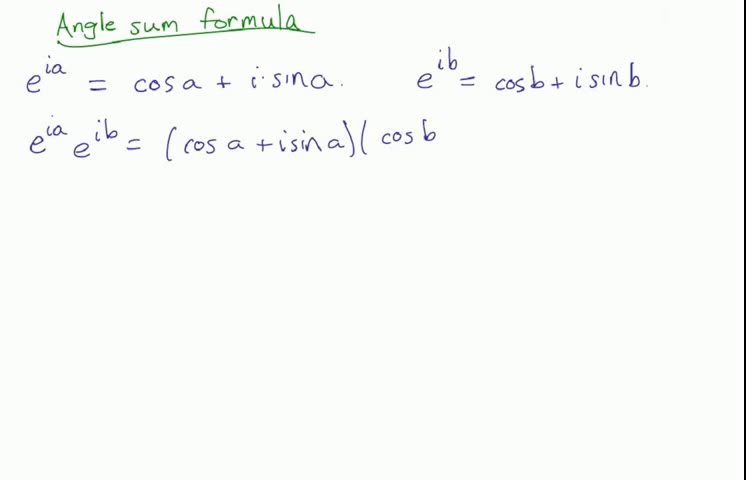 Angle sum formula
e^{ia} = cos a + i · sin a. e^{ib} = cos b + i sin b.
e^{ia} e^{ib} = (cos a + i sin a)(cos b